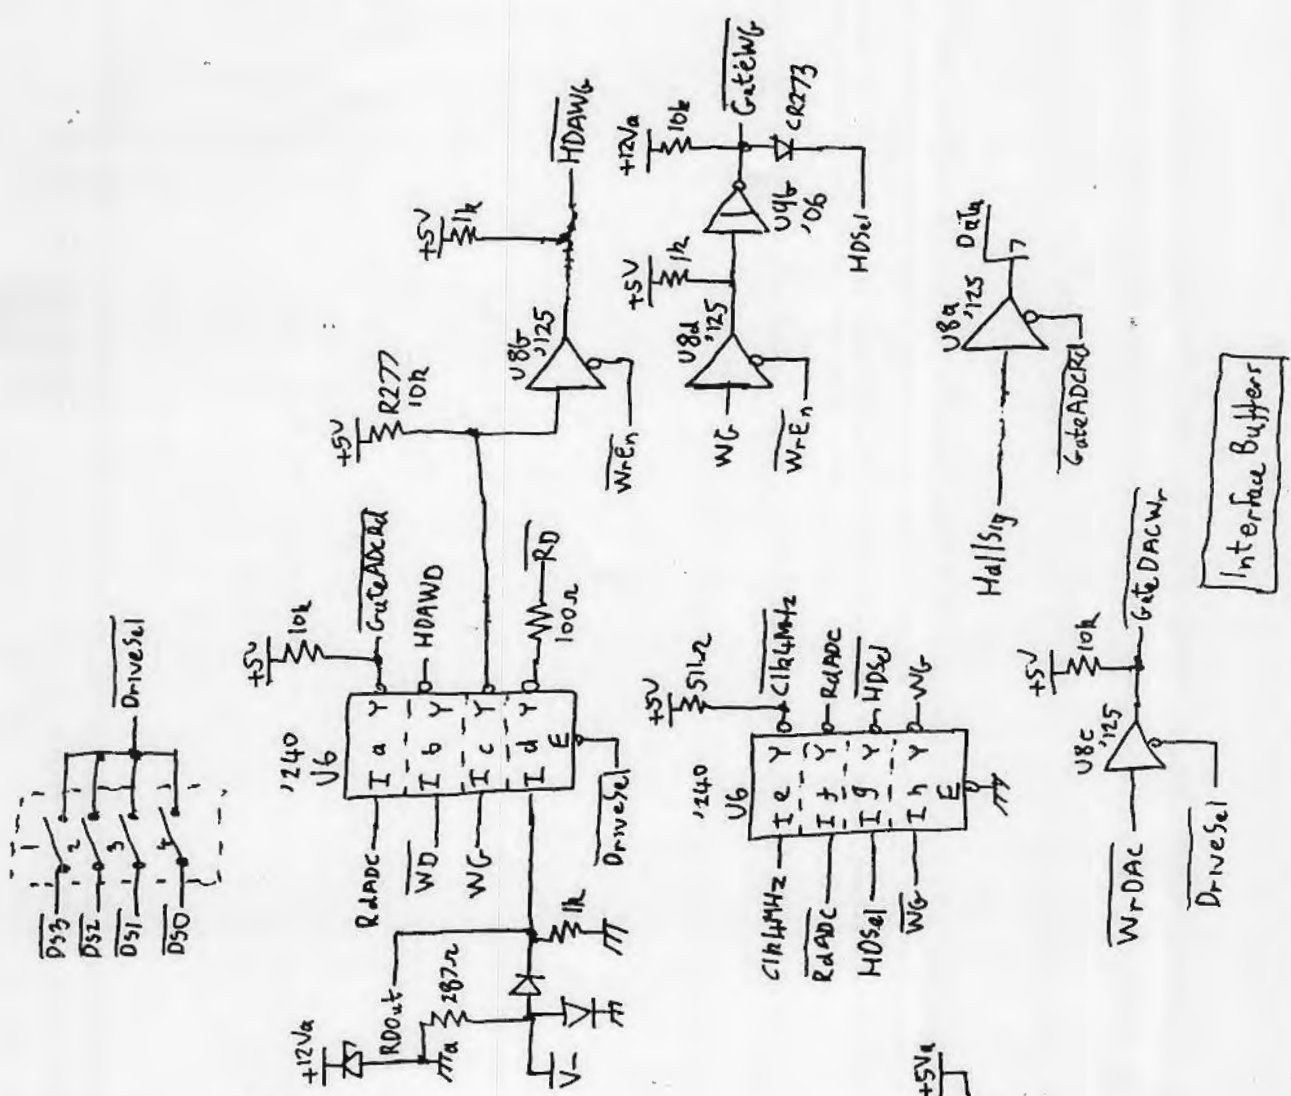 DS3
DS2
DS1
DS0
1
2
3
4
DriveSel
+5V
10k
GateADCRd
'240
U6
RdADC
I a Y
WD
I b Y
HDAWD
WG
I c Y
I d Y
RD
100Ω
E
DriveSel
+12Va
RDOut
287Ω
a
V-
1k
+5V
R277
10k
+5V
1k
HDAWG
U8b
'125
WrEn
+5V
1k
+12Va
10k
GateWG
U8d
'125
WG
WrEn
U9b
'06
CR273
HDSel
+5V
51kΩ
'240
U6
Clk4MHz
I e Y
Clk4MHz
RdADC
I f Y
RdADC
HDSel
I g Y
HDSel
WG
I h Y
WG
E
HallSig
U8a
'125
Data
7
GateADCRd
+5V
10k
GateDACWr
U8c
'125
WrDAC
DriveSel
+5Va
Interface Buffers